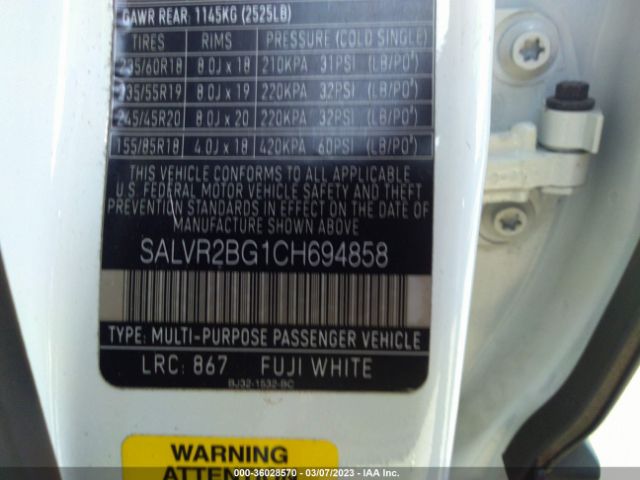 GAWR REAR: 1145KG (2525LB)
TIRES RIMS PRESSURE (COLD SINGLE)
235/60R18 8.0J x 18 210KPA 31PSI (LB/PO²)
235/55R19 8.0J x 19 220KPA 32PSI (LB/PO²)
245/45R20 8.0J x 20 220KPA 32PSI (LB/PO²)
155/85R18 4.0J x 18 420KPA 60PSI (LB/PO²)
THIS VEHICLE CONFORMS TO ALL APPLICABLE
U.S. FEDERAL MOTOR VEHICLE SAFETY AND THEFT
PREVENTION STANDARDS IN EFFECT ON THE DATE OF
MANUFACTURE SHOWN ABOVE.
SALVR2BG1CH694858
TYPE: MULTI-PURPOSE PASSENGER VEHICLE
LRC: 867 FUJI WHITE
BJ32-1532-BC
WARNING
ATTENTION
000-36028570 - 03/07/2023 - IAA Inc.